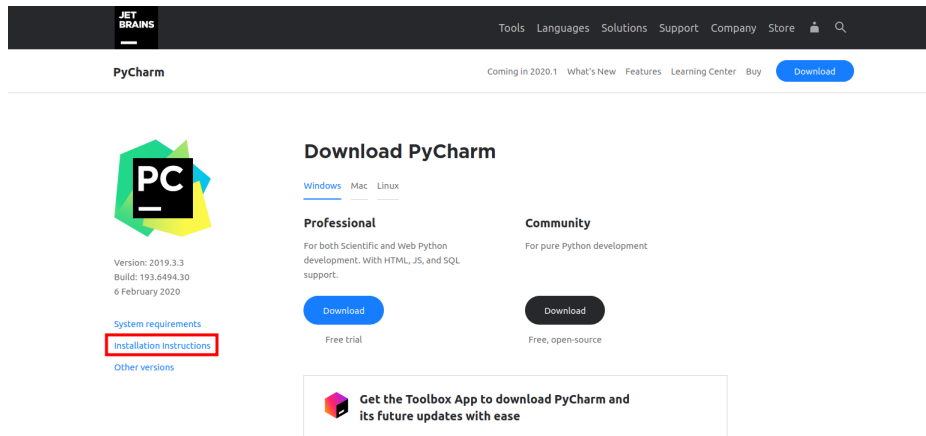 JET
BRAINS
Tools Languages Solutions Support Company Store
PyCharm
Coming in 2020.1 What's New Features Learning Center Buy Download
PC
Version: 2019.3.3
Build: 193.6494.30
6 February 2020
System requirements
Installation Instructions
Other versions
Download PyCharm
Windows Mac Linux
Professional
For both Scientific and Web Python
development. With HTML, JS, and SQL
support.
Download
Free trial
Community
For pure Python development
Download
Free, open-source
Get the Toolbox App to download PyCharm and
its future updates with ease